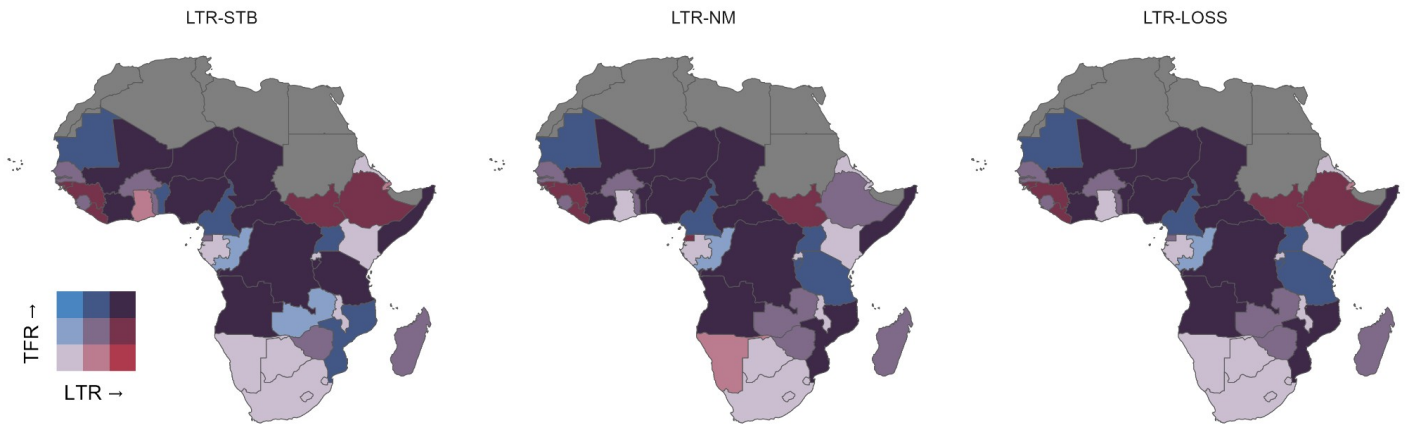 LTR-STB
LTR-NM
LTR-LOSS
TFR →
LTR →